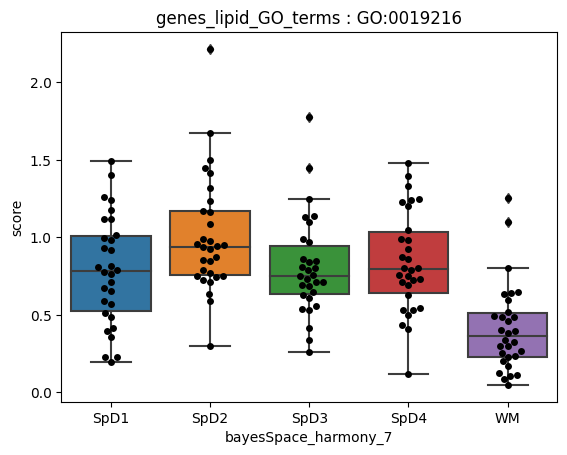 genes_lipid_GO_terms : GO:0019216
score
2.0
1.5
1.0
0.5
0.0
SpD1 SpD2 SpD3 SpD4 WM
bayesSpace_harmony_7